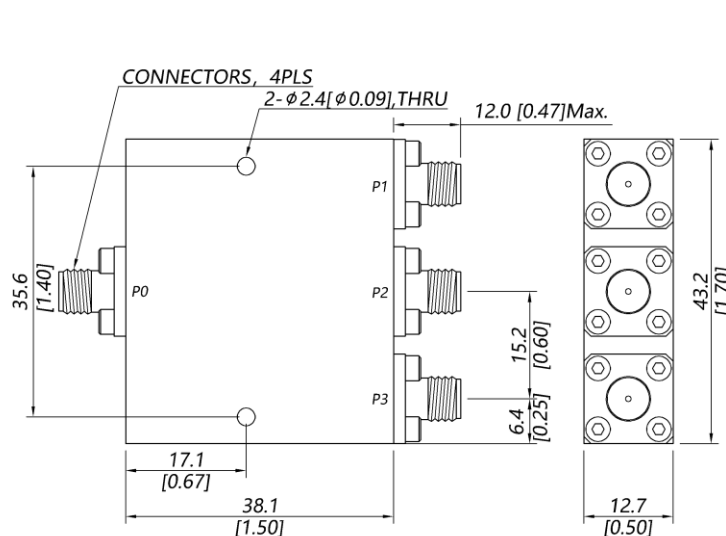 CONNECTORS, 4PLS
2-ϕ2.4[ϕ0.09],THRU
12.0 [0.47]Max.
P1
P0
P2
P3
35.6
[1.40]
15.2
[0.60]
6.4
[0.25]
43.2
[1.70]
17.1
[0.67]
38.1
[1.50]
12.7
[0.50]